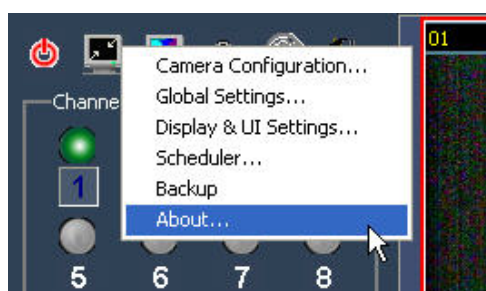 01
Camera Configuration...
Channe
Global Settings...
Display & UI Settings...
Scheduler...
1
Backup
About...
5 6 7 8